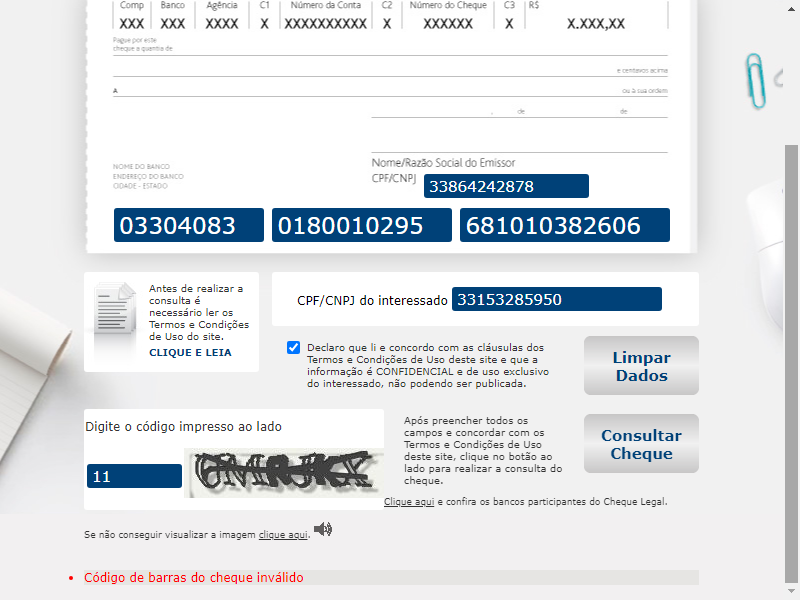 Comp Banco Agência C1 Número da Conta C2 Número do Cheque C3 R$
XXX XXX XXXX X XXXXXXXXXX X XXXXXX X X.XXX,XX
Pague por este
cheque a quantia de
e centavos acima
A
ou à sua ordem
, de de
Nome/Razão Social do Emissor
CPF/CNPJ 33864242878
NOME DO BANCO
ENDEREÇO DO BANCO
CIDADE - ESTADO
03304083 0180010295 681010382606
Antes de realizar a
consulta é
necessário ler os
Termos e Condições
de Uso do site.
CLIQUE E LEIA
CPF/CNPJ do interessado 33153285950
Declaro que li e concordo com as cláusulas dos
Termos e Condições de Uso deste site e que a
informação é CONFIDENCIAL e de uso exclusivo
do interessado, não podendo ser publicada.
Limpar
Dados
Digite o código impresso ao lado
11
Após preencher todos os
campos e concordar com os
Termos e Condições de Uso
deste site, clique no botão ao
lado para realizar a consulta do
cheque.
Consultar
Cheque
Clique aqui e confira os bancos participantes do Cheque Legal.
Se não conseguir visualizar a imagem clique aqui.
Código de barras do cheque inválido